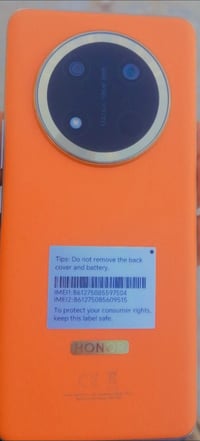 Tips: Do not remove the back
cover and battery.
IMEI1:861275085597504
IMEI2:861275085609515
To protect your consumer rights,
keep this label safe.
HONOR